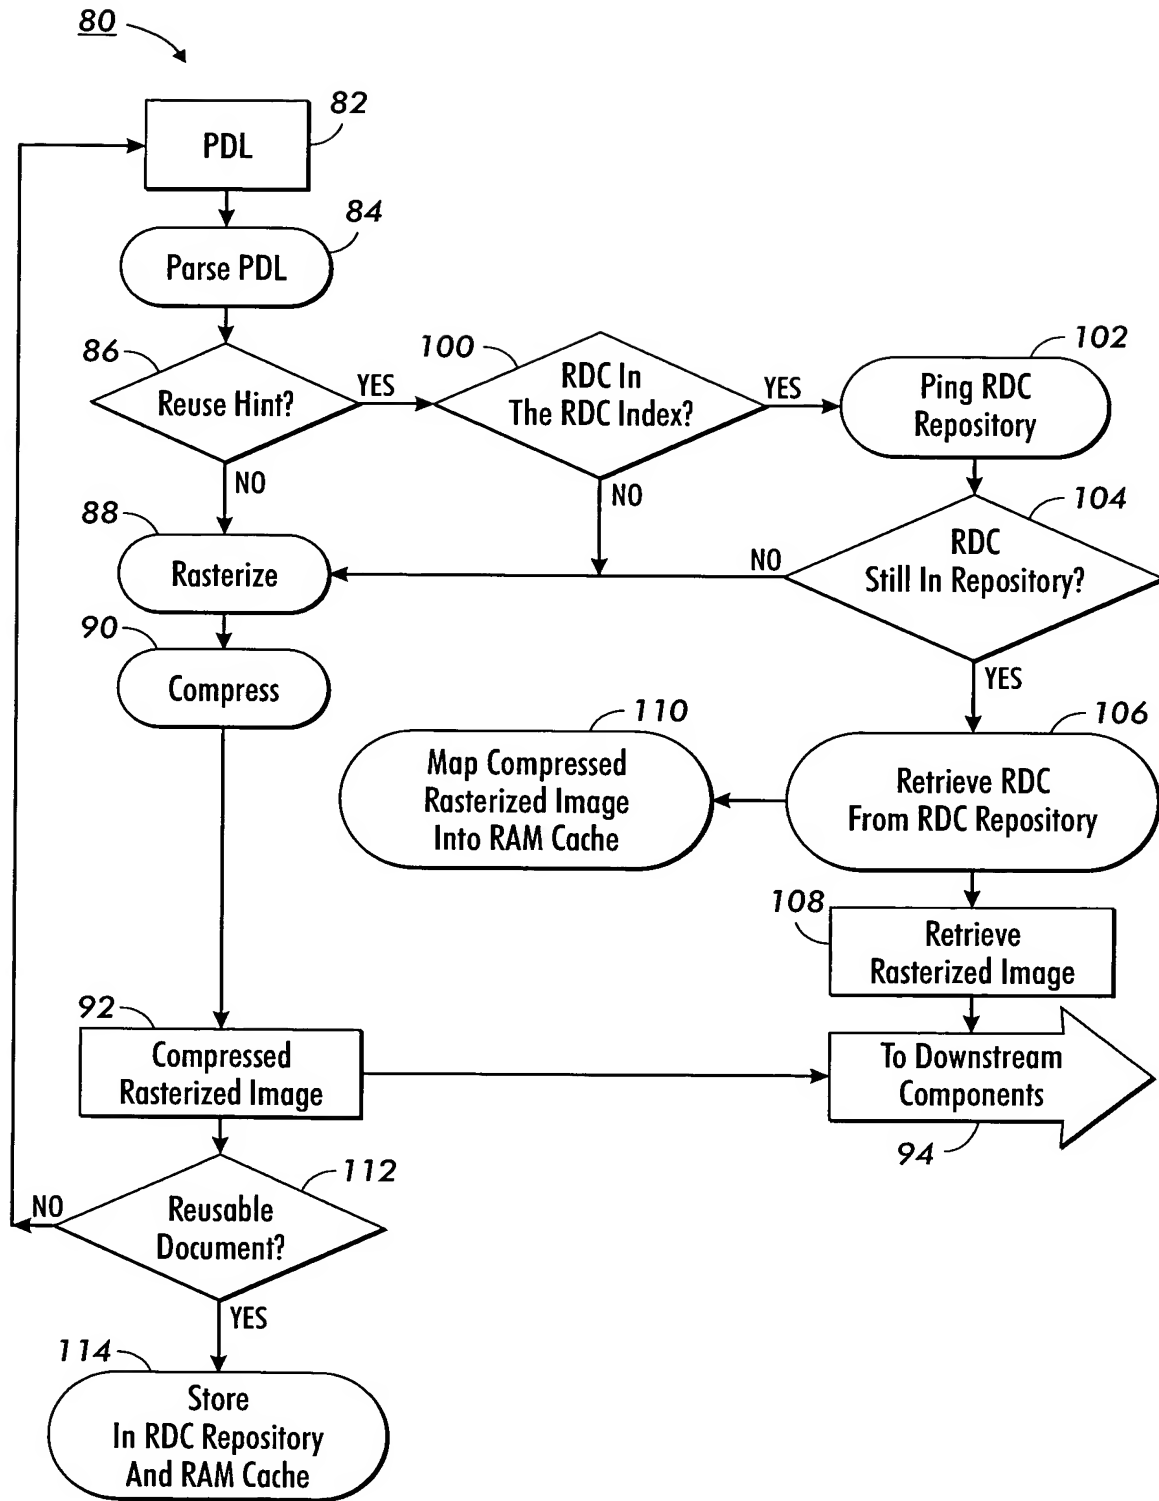 80
82
PDL
84
Parse PDL
86
Reuse Hint?
YES
NO
100
RDC In
The RDC Index?
YES
NO
102
Ping RDC
Repository
104
RDC
Still In Repository?
NO
YES
88
Rasterize
90
Compress
110
Map Compressed
Rasterized Image
Into RAM Cache
106
Retrieve RDC
From RDC Repository
108
Retrieve
Rasterized Image
92
Compressed
Rasterized Image
To Downstream
Components
94
112
Reusable
Document?
NO
YES
114
Store
In RDC Repository
And RAM Cache